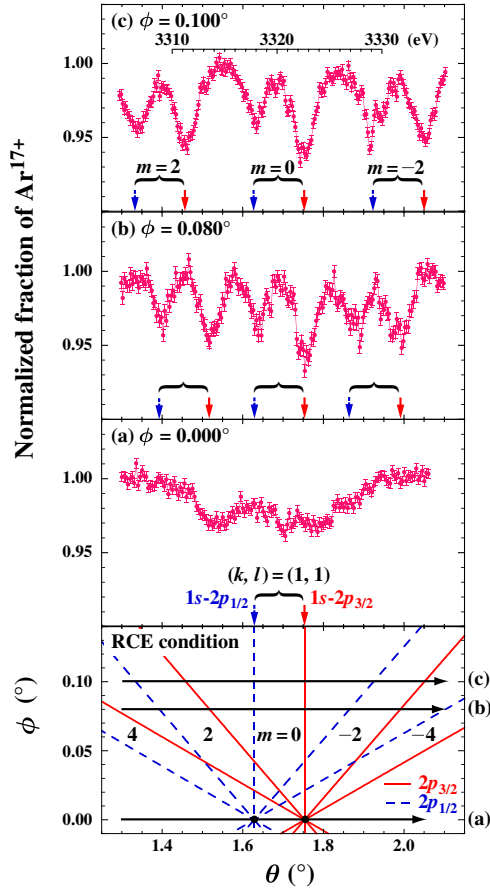 (c) ϕ = 0.100°
3310 3320 3330 (eV)
1.00
0.95
m = 2 m = 0 m = −2
(b) ϕ = 0.080°
1.00
0.95
(a) ϕ = 0.000°
1.00
0.95
Normalized fraction of Ar¹⁷⁺
(k, l) = (1, 1)
1s-2p₁/₂ 1s-2p₃/₂
RCE condition
0.10 (c)
(b)
4 2 m = 0 −2 −4
0.05
2p₃/₂
2p₁/₂
0.00 (a)
ϕ (°)
1.4 1.6 1.8 2.0
θ (°)